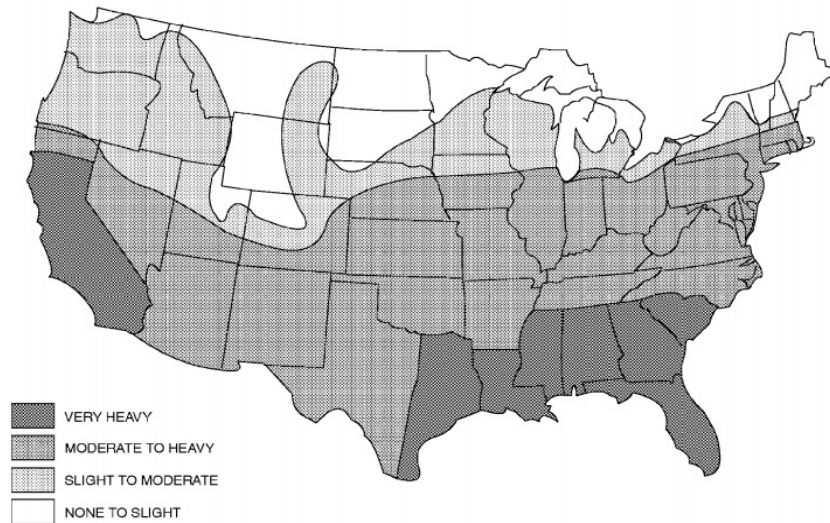 VERY HEAVY
MODERATE TO HEAVY
SLIGHT TO MODERATE
NONE TO SLIGHT